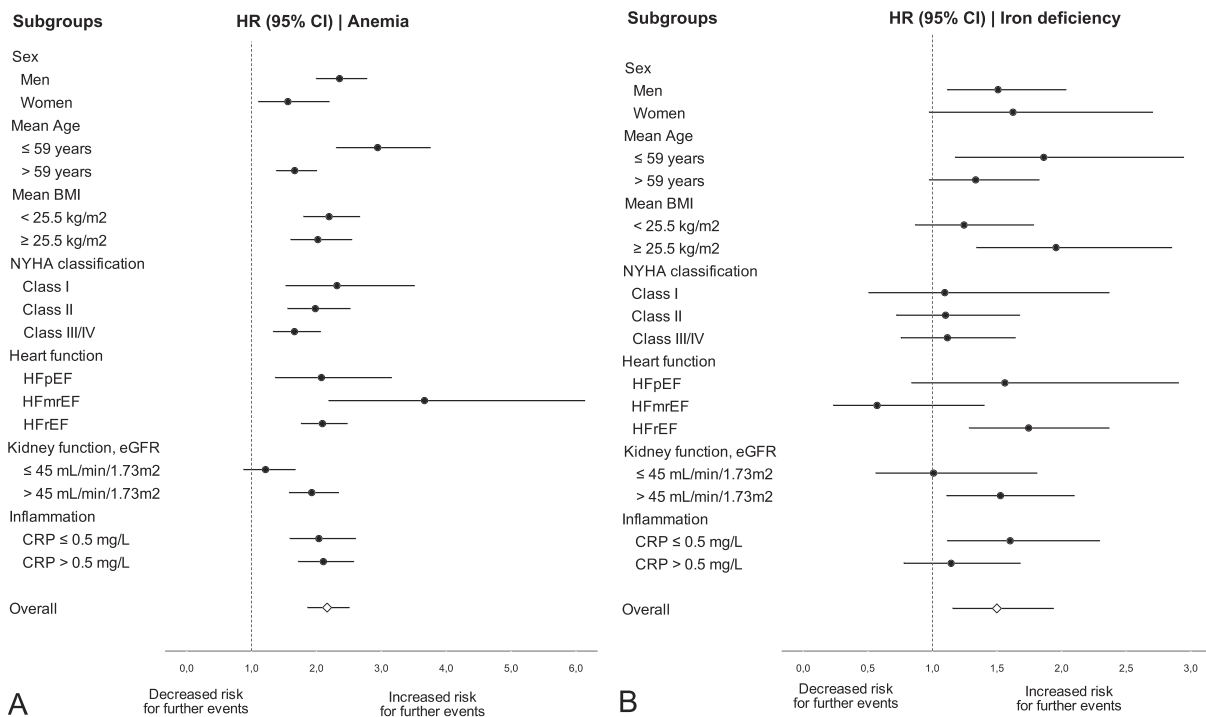 Subgroups
HR (95% CI) | Anemia
Sex
Men
Women
Mean Age
≤ 59 years
> 59 years
Mean BMI
< 25.5 kg/m2
≥ 25.5 kg/m2
NYHA classification
Class I
Class II
Class III/IV
Heart function
HFpEF
HFmrEF
HFrEF
Kidney function, eGFR
≤ 45 mL/min/1.73m2
> 45 mL/min/1.73m2
Inflammation
CRP ≤ 0.5 mg/L
CRP > 0.5 mg/L
Overall
0,0 1,0 2,0 3,0 4,0 5,0 6,0
Decreased risk
for further events
Increased risk
for further events
A
Subgroups
HR (95% CI) | Iron deficiency
Sex
Men
Women
Mean Age
≤ 59 years
> 59 years
Mean BMI
< 25.5 kg/m2
≥ 25.5 kg/m2
NYHA classification
Class I
Class II
Class III/IV
Heart function
HFpEF
HFmrEF
HFrEF
Kidney function, eGFR
≤ 45 mL/min/1.73m2
> 45 mL/min/1.73m2
Inflammation
CRP ≤ 0.5 mg/L
CRP > 0.5 mg/L
Overall
0,0 0,5 1,0 1,5 2,0 2,5 3,0
Decreased risk
for further events
Increased risk
for further events
B